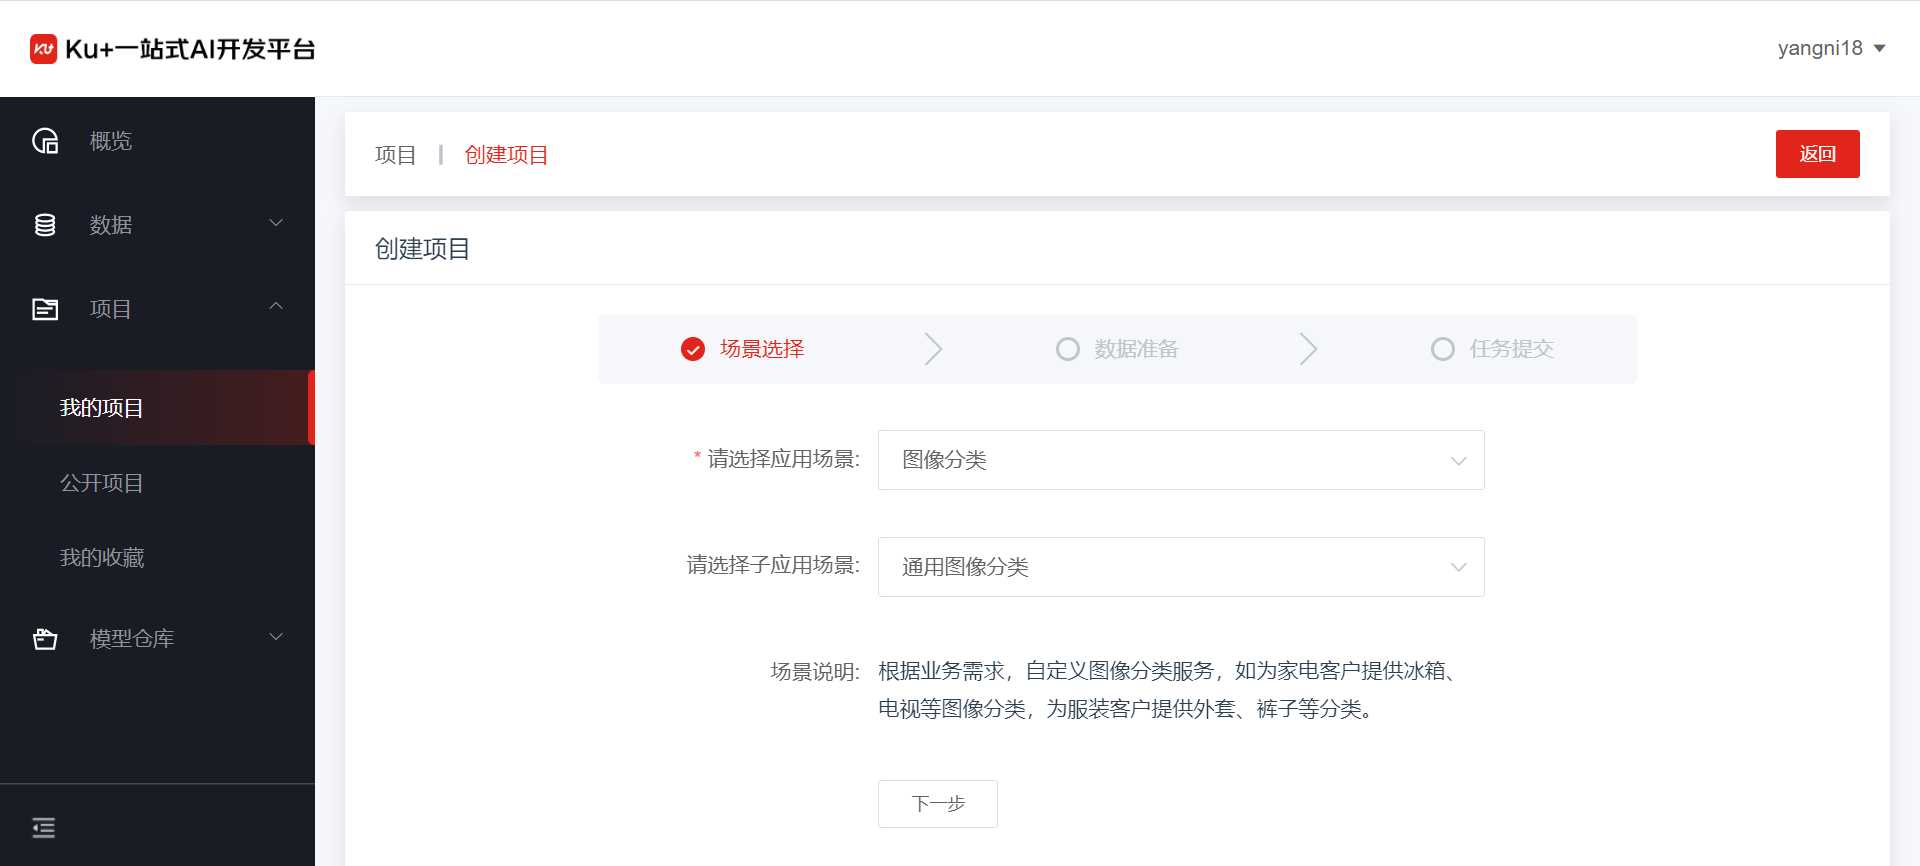 Ku+ Ku+一站式AI开发平台
yangni18
概览
数据
项目
我的项目
公开项目
我的收藏
模型仓库
项目 | 创建项目
返回
创建项目
场景选择 数据准备 任务提交
* 请选择应用场景: 图像分类
请选择子应用场景: 通用图像分类
场景说明: 根据业务需求，自定义图像分类服务，如为家电客户提供冰箱、
电视等图像分类，为服装客户提供外套、裤子等分类。
下一步